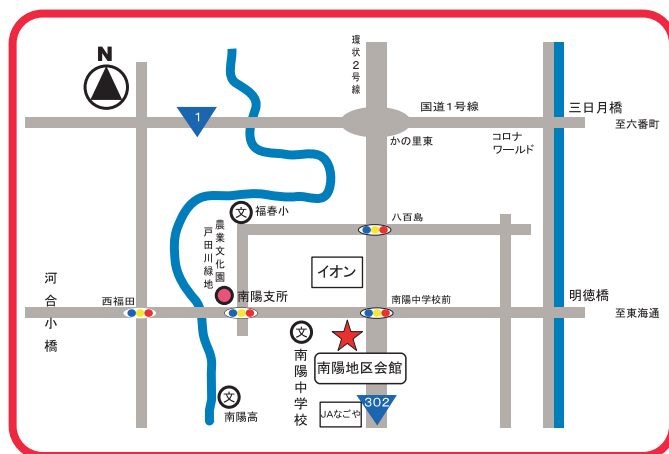 N
環状2号線
国道1号線
三日月橋
1
至六番町
かの里東
コロナ
ワールド
文
福春小
八百島
農業文化園
戸田川緑地
イオン
河合小橋
西福田
南陽支所
南陽中学校前
明徳橋
至東海通
文
南陽中学校
南陽地区会館
文
南陽高
JAなごや
302